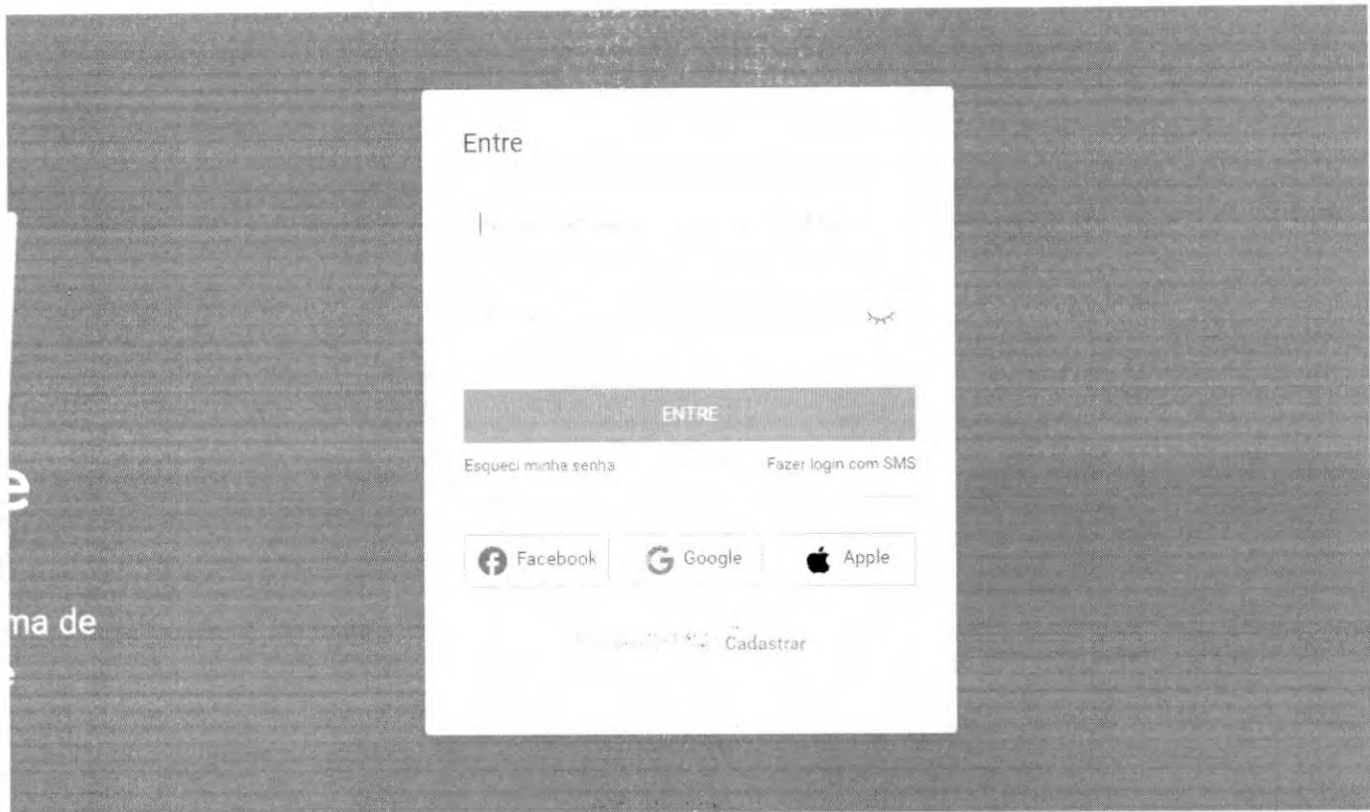 Entre
ENTRE
Esqueci minha senha Fazer login com SMS
Facebook Google Apple
Cadastrar
e
ma de
e